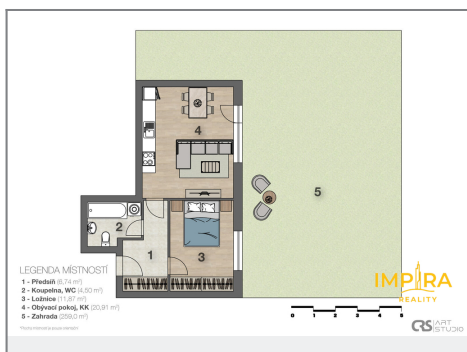 4
5
2
1
3
LEGENDA MÍSTNOSTÍ
1 - Předsíň (6,74 m²)
2 - Koupelna, WC (4,50 m²)
3 - Ložnice (11,87 m²)
4 - Obývací pokoj, KK (20,91 m²)
5 - Zahrada (259,0 m²)
IMPIRA
REALITY
0 1 2 3 4 5
CRS ART STUDIO